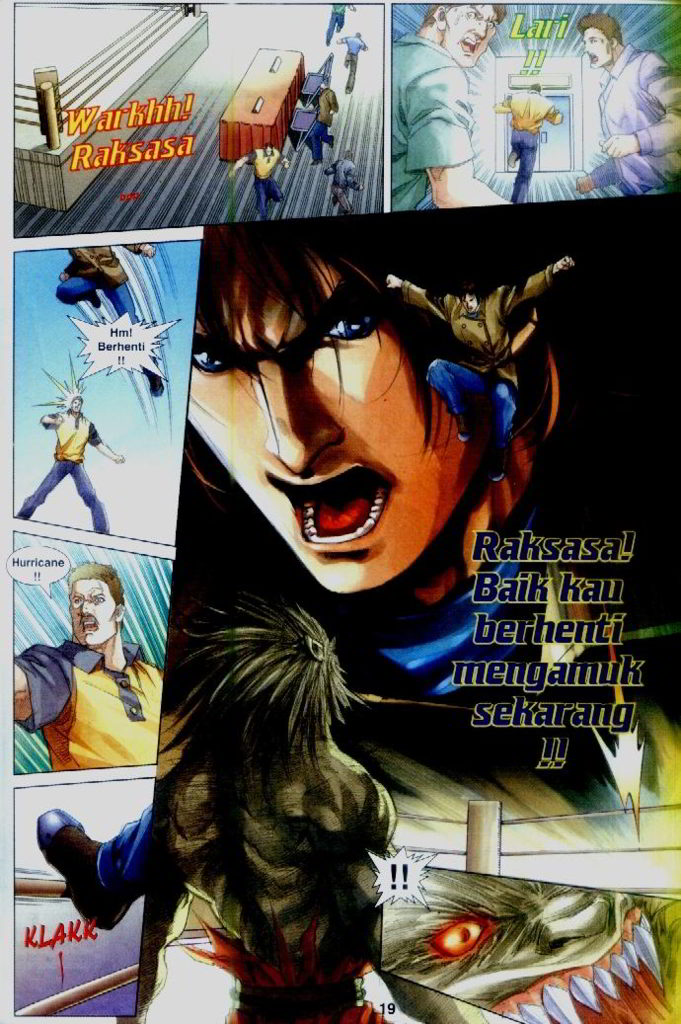 Warkhh!
Raksasa
...
Lari
!!
Hm!
Berhenti
!!
Hurricane
!!
Raksasa!
Baik kau
berhenti
mengamuk
sekarang
!!
KLAKK
!
!!
19